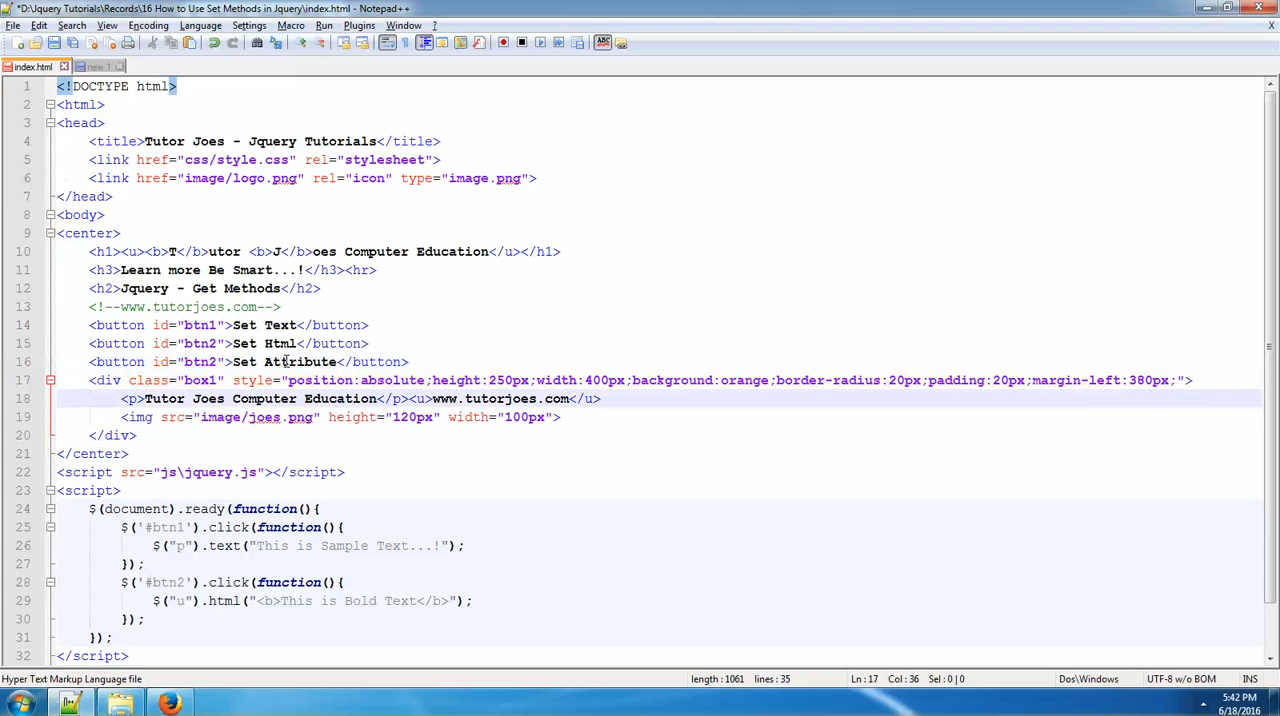 *D:\Jquery Tutorials\Records\16 How to Use Set Methods in Jquery\index.html - Notepad++
File Edit Search View Encoding Language Settings Macro Run Plugins Window ? X
index.html new 1
1 <!DOCTYPE html>
2 <html>
3 <head>
4 <title>Tutor Joes - Jquery Tutorials</title>
5 <link href="css/style.css" rel="stylesheet">
6 <link href="image/logo.png" rel="icon" type="image.png">
7 </head>
8 <body>
9 <center>
10 <h1><u><b>T</b>utor <b>J</b>oes Computer Education</u></h1>
11 <h3>Learn more Be Smart...!</h3><hr>
12 <h2>Jquery - Get Methods</h2>
13 <!--www.tutorjoes.com-->
14 <button id="btn1">Set Text</button>
15 <button id="btn2">Set Html</button>
16 <button id="btn2">Set Attribute</button>
17 <div class="box1" style="position:absolute;height:250px;width:400px;background:orange;border-radius:20px;padding:20px;margin-left:380px;">
18 <p>Tutor Joes Computer Education</p><u>www.tutorjoes.com</u>
19 <img src="image/joes.png" height="120px" width="100px">
20 </div>
21 </center>
22 <script src="js\jquery.js"></script>
23 <script>
24 $(document).ready(function(){
25 $('#btn1').click(function(){
26 $("p").text("This is Sample Text...!");
27 });
28 $('#btn2').click(function(){
29 $("u").html("<b>This is Bold Text</b>");
30 });
31 });
32 </script>
Hyper Text Markup Language file length : 1061 lines : 35 Ln : 17 Col : 36 Sel : 0 | 0 Dos\Windows UTF-8 w/o BOM INS
5:42 PM
6/18/2016